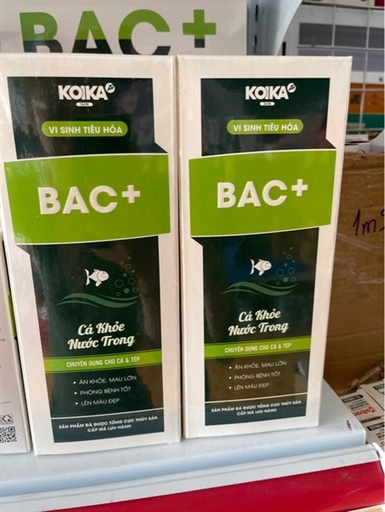 BAC+
KOIKA
VI SINH TIÊU HÓA
BAC+
Cá Khỏe
Nước Trong
CHUYÊN DỤNG CHO CÁ & TÉP
• ĂN KHỎE, MAU LỚN
• PHÒNG BỆNH TỐT
• LÊN MÀU ĐẸP
SẢN PHẨM ĐÃ ĐƯỢC TỔNG CỤC THỦY SẢN
CẤP MÃ LƯU HÀNH
KOIKA
VI SINH TIÊU HÓA
BAC+
Cá Khỏe
Nước Trong
CHUYÊN DỤNG CHO CÁ & TÉP
• ĂN KHỎE, MAU LỚN
• PHÒNG BỆNH TỐT
• LÊN MÀU ĐẸP
SẢN PHẨM ĐÃ ĐƯỢC TỔNG CỤC THỦY SẢN
CẤP MÃ LƯU HÀNH